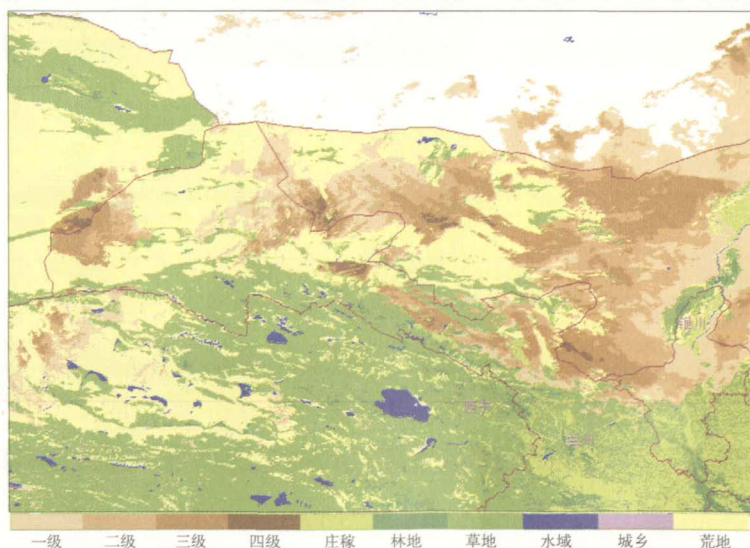 银川
西宁
兰州
一级 二级 三级 四级 庄稼 林地 草地 水域 城乡 荒地